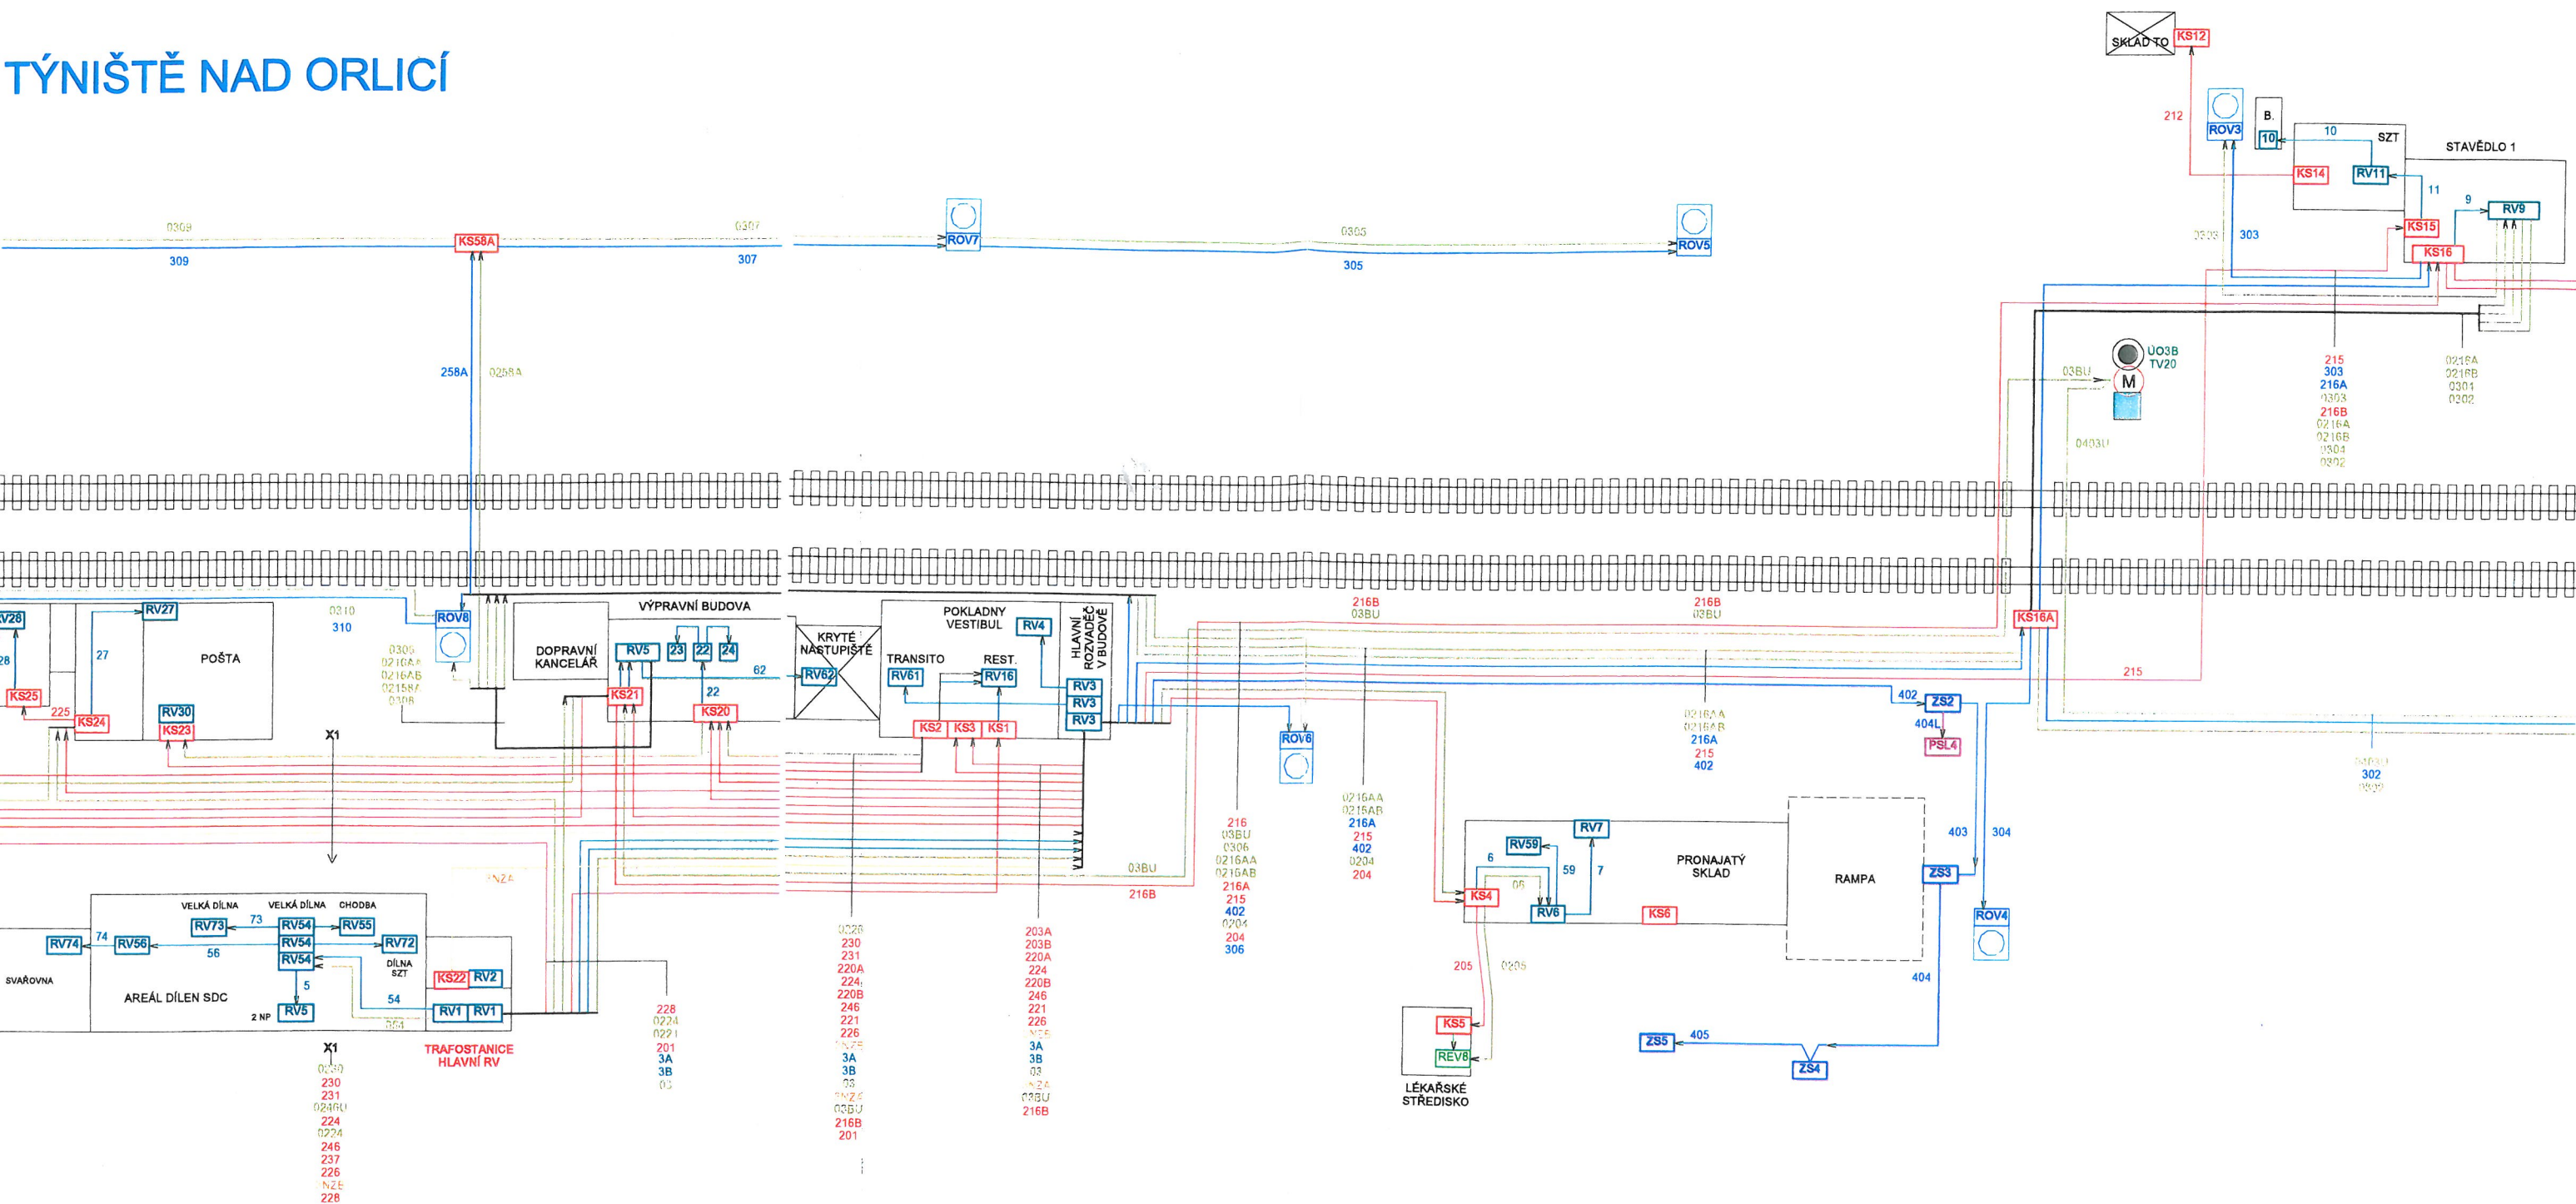 TÝNIŠTĚ NAD ORLICÍ
SKLAD TO
KS12
212
ROV3
B.
10
10
SZT
STAVĚDLO 1
KS14
RV11
11
9
RV9
KS15
KS16
0303
303
0309
309
KS58A
0307
307
ROV7
0305
305
ROV5
258A
0258A
ÚO3B
TV20
M
03BU
0403U
215
303
216A
0303
216B
0216A
0216B
0304
0302
0216A
0216B
0301
0302
RV28
28
KS25
225
KS24
27
RV27
POŠTA
RV30
KS23
0310
310
ROV8
X1
DOPRAVNÍ
KANCELÁŘ
VÝPRAVNÍ BUDOVA
RV5
23
22
24
62
22
KS21
KS20
KRYTÉ
NÁSTUPIŠTĚ
RV62
POKLADNY
VESTIBUL
RV4
TRANSITO
RV61
REST.
RV16
HLAVNÍ
ROZVADĚČ
V BUDOVĚ
RV3
RV3
RV3
KS2
KS3
KS1
216B
03BU
216B
03BU
KS16A
215
ROV6
402
ZS2
404L
PSL4
0216AA
0216AB
216A
215
402
302
0216AA
0216AB
216A
215
402
0204
204
216
03BU
0306
0216AA
0216AB
216A
215
402
0204
204
306
03BU
216B
RV7
RV59
6
59
7
06
KS4
RV6
KS6
PRONAJATÝ
SKLAD
RAMPA
403
304
ZS3
ROV4
404
205
0205
KS5
REV8
LÉKAŘSKÉ
STŘEDISKO
ZS5
405
ZS4
VELKÁ DÍLNA
VELKÁ DÍLNA
CHODBA
RV73
73
RV54
RV55
RV74
74
RV56
56
RV54
RV72
RV54
DÍLNA
SZT
SVAŘOVNA
AREÁL DÍLEN SDC
5
54
054
2 NP
RV5
KS22
RV2
RV1
RV1
TRAFOSTANICE
HLAVNÍ RV
X1
230
231
0246U
224
0224
246
237
226
228
228
0224
0221
201
3A
3B
03
230
231
220A
224
220B
246
221
226
3A
3B
03
03BU
216B
201
203A
203B
220A
224
220B
246
221
226
3A
3B
03
03BU
216B